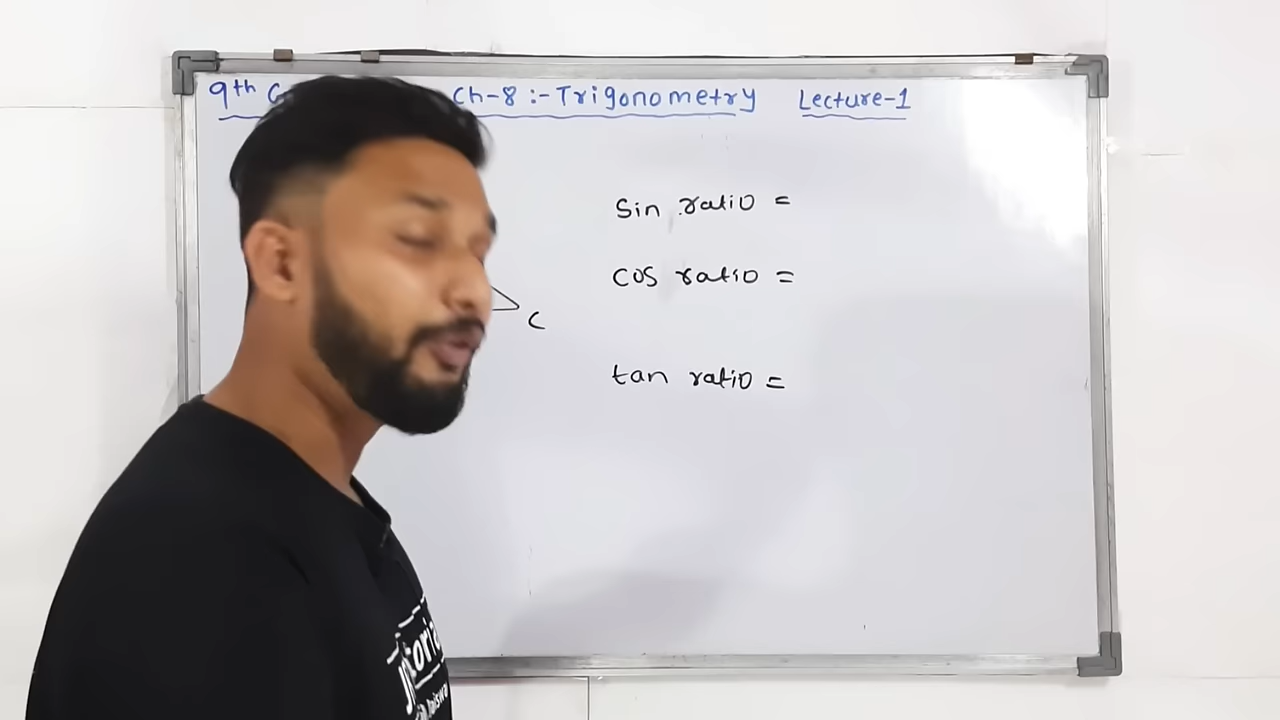 9th Ch-8 :- Trigonometry Lecture-1
Sin ratio =
C
cos ratio =
tan ratio =